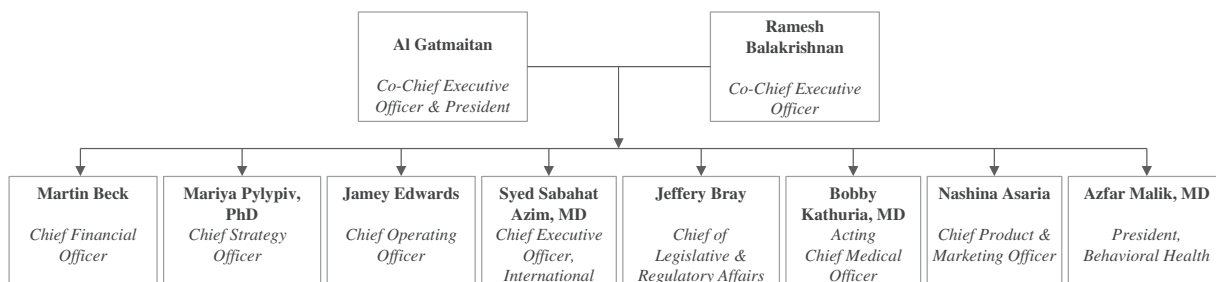 Al Gatmaitan
Co-Chief Executive
Officer & President
Ramesh
Balakrishnan
Co-Chief Executive
Officer
Martin Beck
Chief Financial
Officer
Mariya Pylypiv,
PhD
Chief Strategy
Officer
Jamey Edwards
Chief Operating
Officer
Syed Sabahat
Azim, MD
Chief Executive
Officer,
International
Jeffery Bray
Chief of
Legislative &
Regulatory Affairs
Bobby
Kathuria, MD
Acting
Chief Medical
Officer
Nashina Asaria
Chief Product &
Marketing Officer
Azfar Malik, MD
President,
Behavioral Health